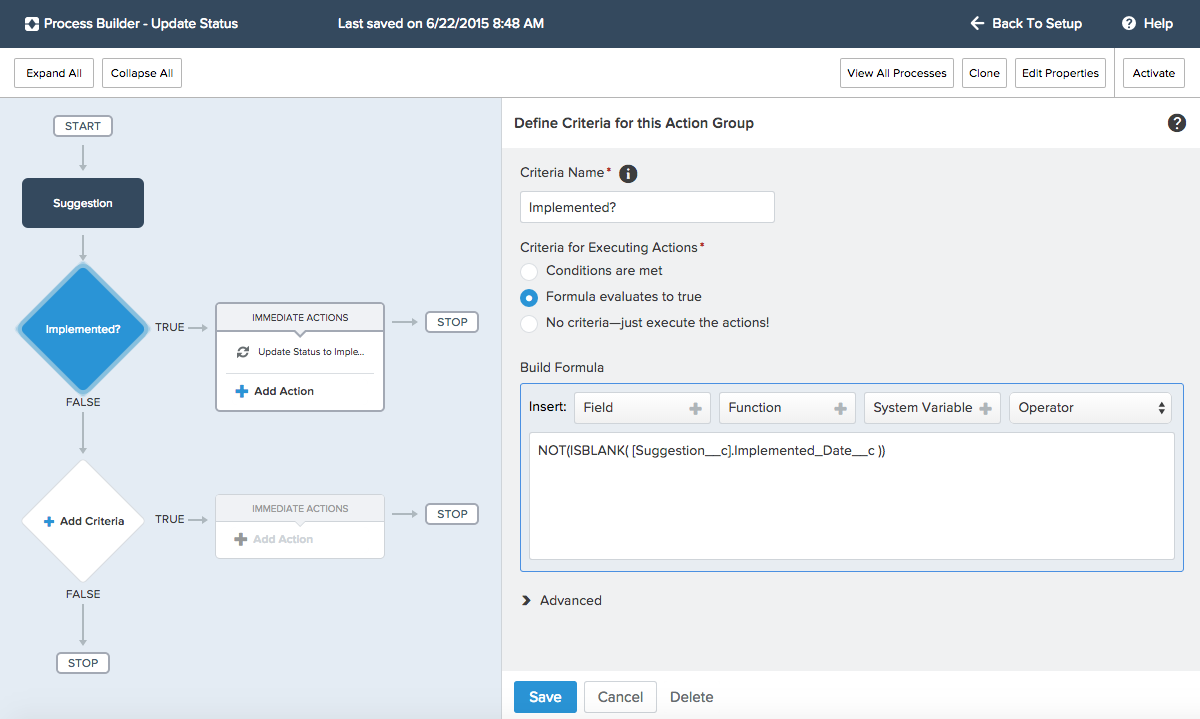 Process Builder - Update Status
Last saved on 6/22/2015 8:48 AM
Back To Setup
Help
Expand All
Collapse All
View All Processes
Clone
Edit Properties
Activate
START
Suggestion
Implemented?
TRUE
IMMEDIATE ACTIONS
Update Status to Imple...
Add Action
STOP
FALSE
Add Criteria
TRUE
IMMEDIATE ACTIONS
Add Action
STOP
FALSE
STOP
Define Criteria for this Action Group
Criteria Name*
Implemented?
Criteria for Executing Actions*
Conditions are met
Formula evaluates to true
No criteria—just execute the actions!
Build Formula
Insert:
Field
Function
System Variable
Operator
NOT(ISBLANK( [Suggestion__c].Implemented_Date__c ))
Advanced
Save
Cancel
Delete